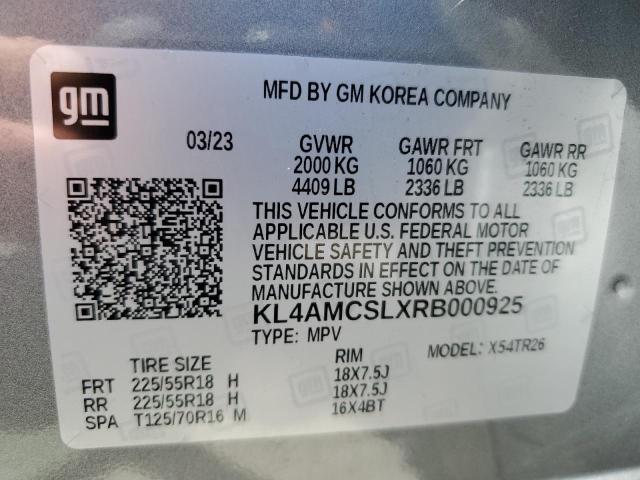 gm
MFD BY GM KOREA COMPANY
03/23 GVWR GAWR FRT GAWR RR
2000 KG 1060 KG 1060 KG
4409 LB 2336 LB 2336 LB
THIS VEHICLE CONFORMS TO ALL
APPLICABLE U.S. FEDERAL MOTOR
VEHICLE SAFETY AND THEFT PREVENTION
STANDARDS IN EFFECT ON THE DATE OF
MANUFACTURE SHOWN ABOVE.
KL4AMCSLXRB000925
TYPE: MPV MODEL: X54TR26
TIRE SIZE RIM
FRT 225/55R18 H 18X7.5J
RR 225/55R18 H 18X7.5J
SPA T125/70R16 M 16X4BT